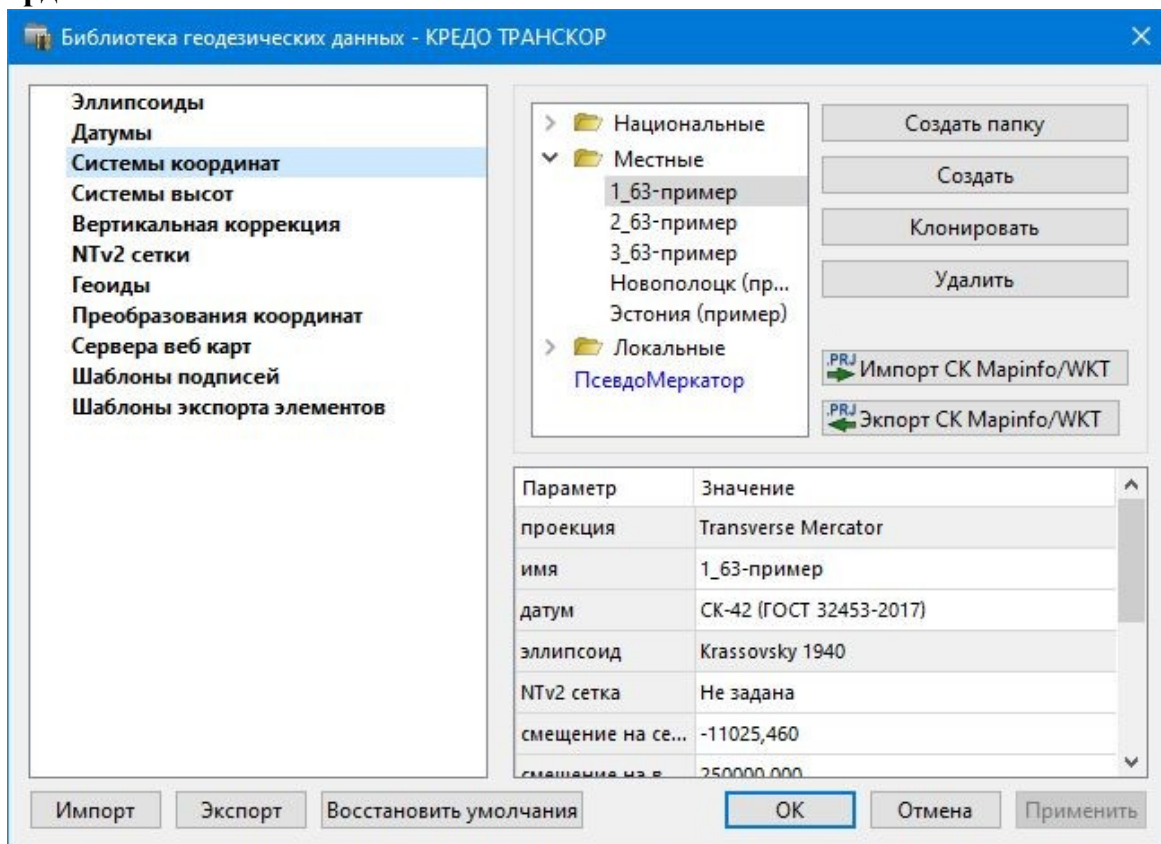 Библиотека геодезических данных - КРЕДО ТРАНСКОР
Эллипсоиды
Датумы
Системы координат
Системы высот
Вертикальная коррекция
NTv2 сетки
Геоиды
Преобразования координат
Сервера веб карт
Шаблоны подписей
Шаблоны экспорта элементов
Национальные
Местные
1_63-пример
2_63-пример
3_63-пример
Новополоцк (пр...
Эстония (пример)
Локальные
ПсевдоМеркатор
Создать папку
Создать
Клонировать
Удалить
.PRJ Импорт СК Mapinfo/WKT
.PRJ Экпорт СК Mapinfo/WKT
Параметр Значение
проекция Transverse Mercator
имя 1_63-пример
датум СК-42 (ГОСТ 32453-2017)
эллипсоид Krassovsky 1940
NTv2 сетка Не задана
смещение на се... -11025,460
смещение на в... 250000,000
Импорт Экспорт Восстановить умолчания ОК Отмена Применить